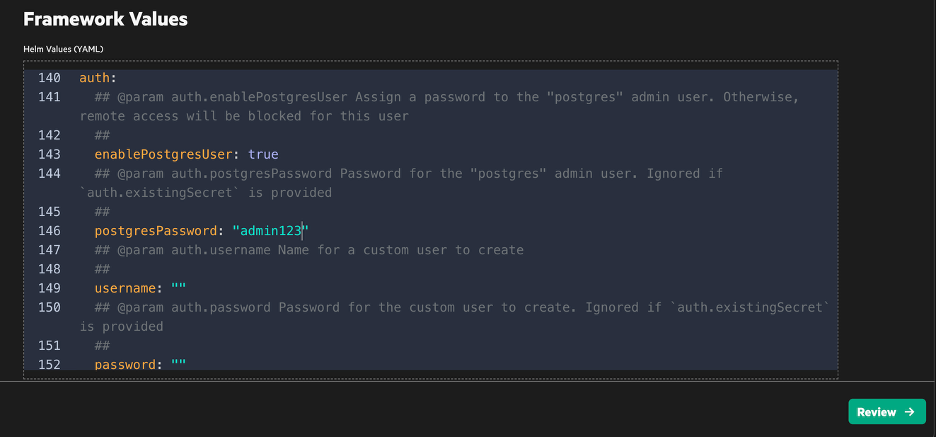 Framework Values
Helm Values (YAML)
140 auth:
141 ## @param auth.enablePostgresUser Assign a password to the "postgres" admin user. Otherwise,
remote access will be blocked for this user
142 ##
143 enablePostgresUser: true
144 ## @param auth.postgresPassword Password for the "postgres" admin user. Ignored if
`auth.existingSecret` is provided
145 ##
146 postgresPassword: "admin123"
147 ## @param auth.username Name for a custom user to create
148 ##
149 username: ""
150 ## @param auth.password Password for the custom user to create. Ignored if `auth.existingSecret`
is provided
151 ##
152 password: ""
Review →